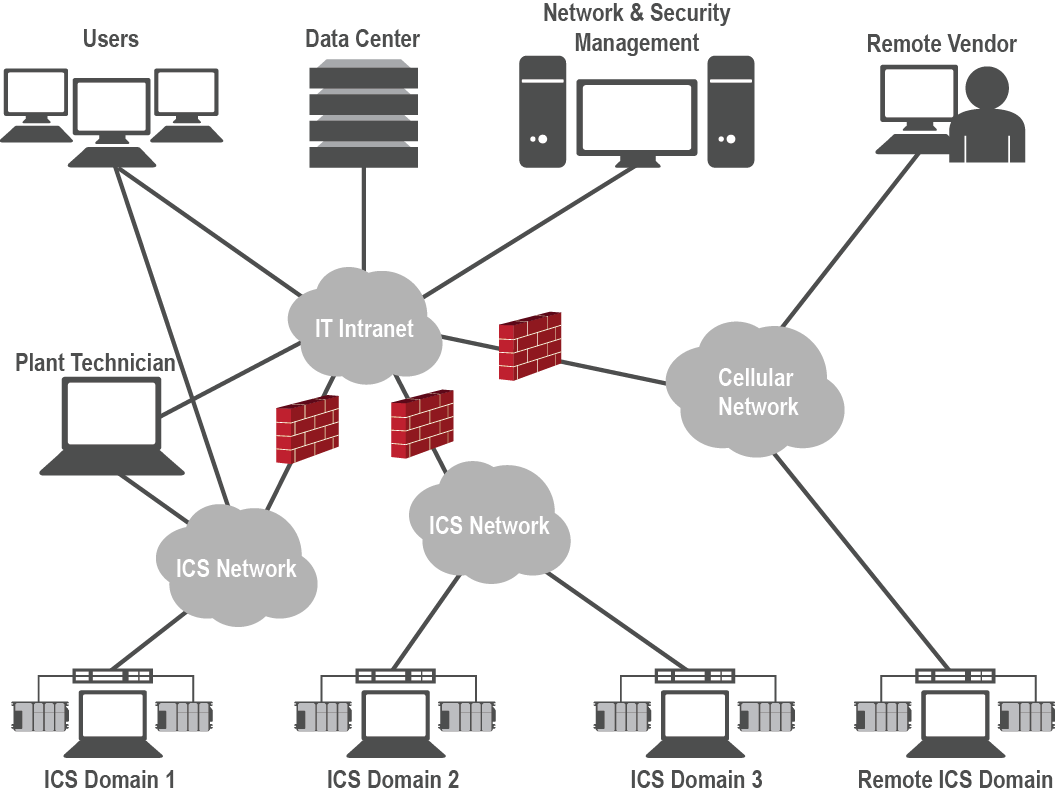 Users
Data Center
Network & Security
Management
Remote Vendor
IT Intranet
Plant Technician
Cellular
Network
ICS Network
ICS Network
ICS Domain 1
ICS Domain 2
ICS Domain 3
Remote ICS Domain